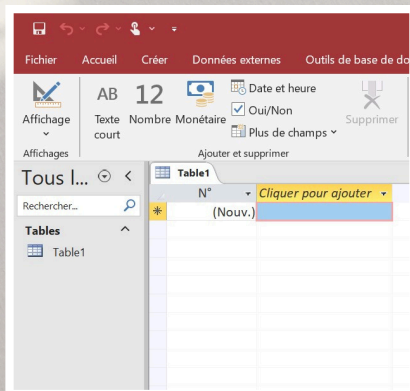 Fichier Accueil Créer Données externes Outils de base de do
AB 12 Date et heure
Oui/Non
Affichage Texte court Nombre Monétaire Plus de champs Supprimer
Affichages Ajouter et supprimer
Tous l... Table1
N° Cliquer pour ajouter
Rechercher... (Nouv.)
Tables
Table1